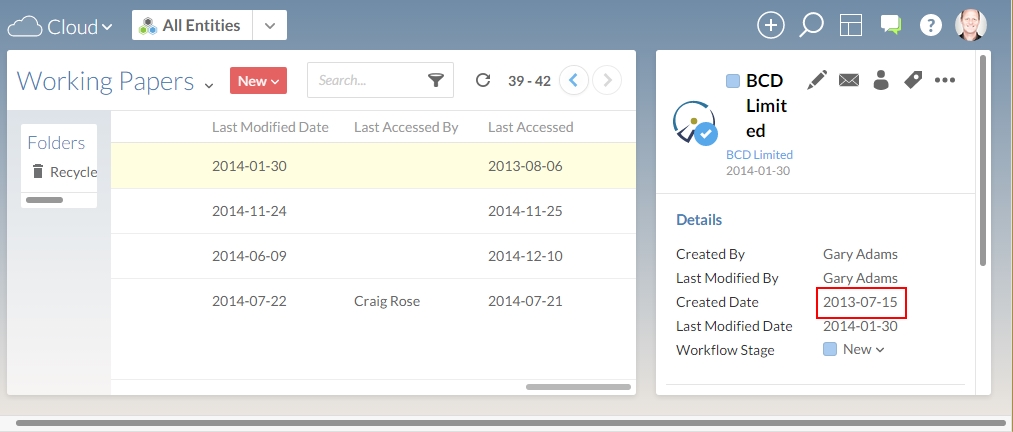 Cloud
All Entities
Working Papers
New
Search...
39 - 42
Folders
Recycle
Last Modified Date Last Accessed By Last Accessed
2014-01-30 2013-08-06
2014-11-24 2014-11-25
2014-06-09 2014-12-10
2014-07-22 Craig Rose 2014-07-21
BCD
Limit
ed
BCD Limited
2014-01-30
Details
Created By Gary Adams
Last Modified By Gary Adams
Created Date 2013-07-15
Last Modified Date 2014-01-30
Workflow Stage New